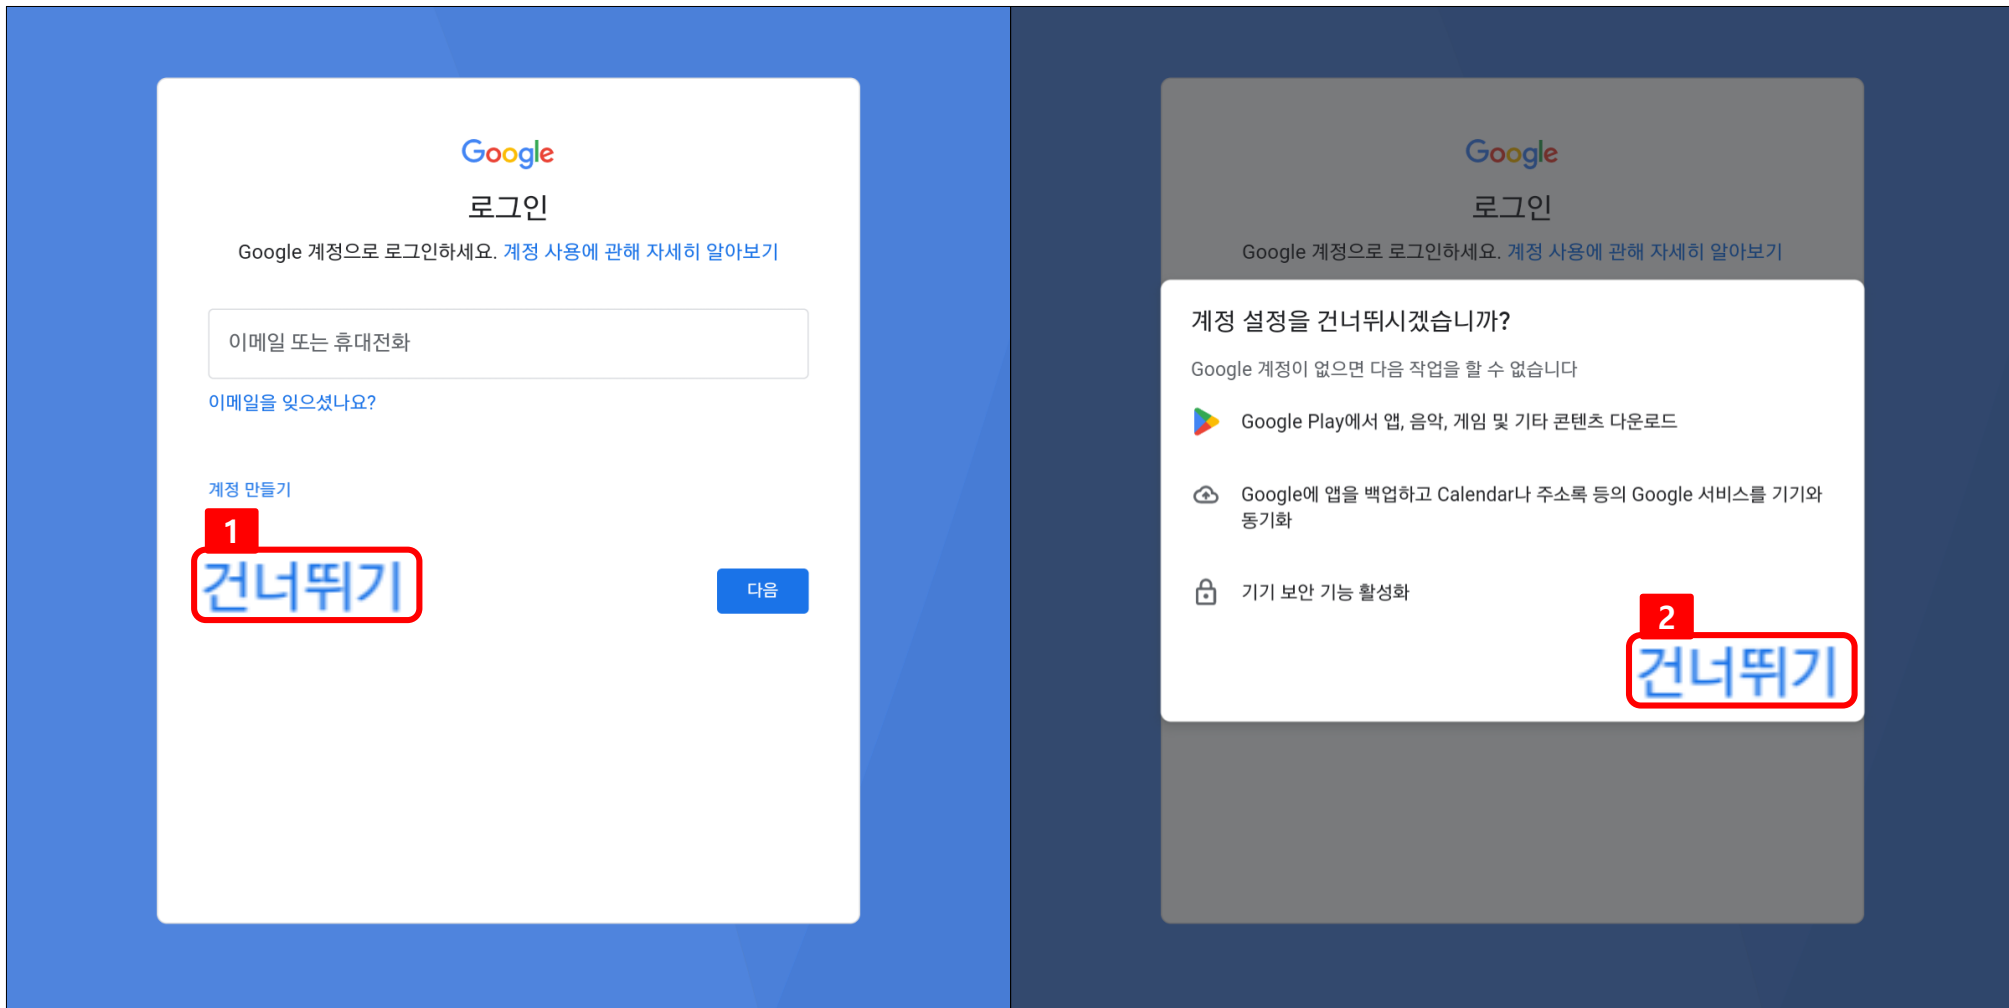 Google
로그인
Google 계정으로 로그인하세요. 계정 사용에 관해 자세히 알아보기
이메일 또는 휴대전화
이메일을 잊으셨나요?
계정 만들기
1
건너뛰기
다음
Google
로그인
Google 계정으로 로그인하세요. 계정 사용에 관해 자세히 알아보기
계정 설정을 건너뛰시겠습니까?
Google 계정이 없으면 다음 작업을 할 수 없습니다
Google Play에서 앱, 음악, 게임 및 기타 콘텐츠 다운로드
Google에 앱을 백업하고 Calendar나 주소록 등의 Google 서비스를 기기와
동기화
기기 보안 기능 활성화
2
건너뛰기